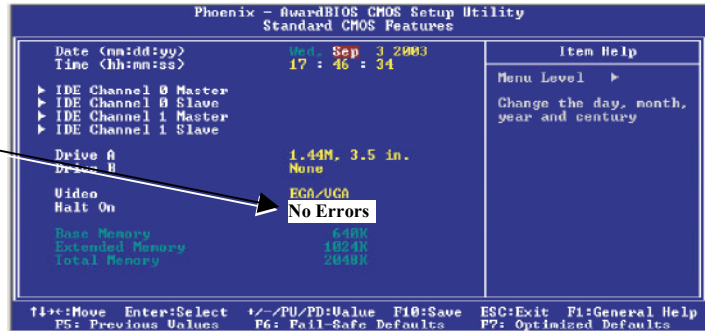 Phoenix - AwardBIOS CMOS Setup Utility
Standard CMOS Features
Date (mm:dd:yy) Wed, Sep 3 2003
Time (hh:mm:ss) 17 : 46 : 34
IDE Channel 0 Master
IDE Channel 0 Slave
IDE Channel 1 Master
IDE Channel 1 Slave
Drive A 1.44M, 3.5 in.
Drive B None
Video EGA/VGA
Halt On No Errors
Base Memory 640K
Extended Memory 1024K
Total Memory 2048K
Item Help
Menu Level ▶
Change the day, month,
year and century
↑↓→←:Move Enter:Select +/-/PU/PD:Value F10:Save ESC:Exit F1:General Help
F5: Previous Values F6: Fail-Safe Defaults F7: Optimized Defaults